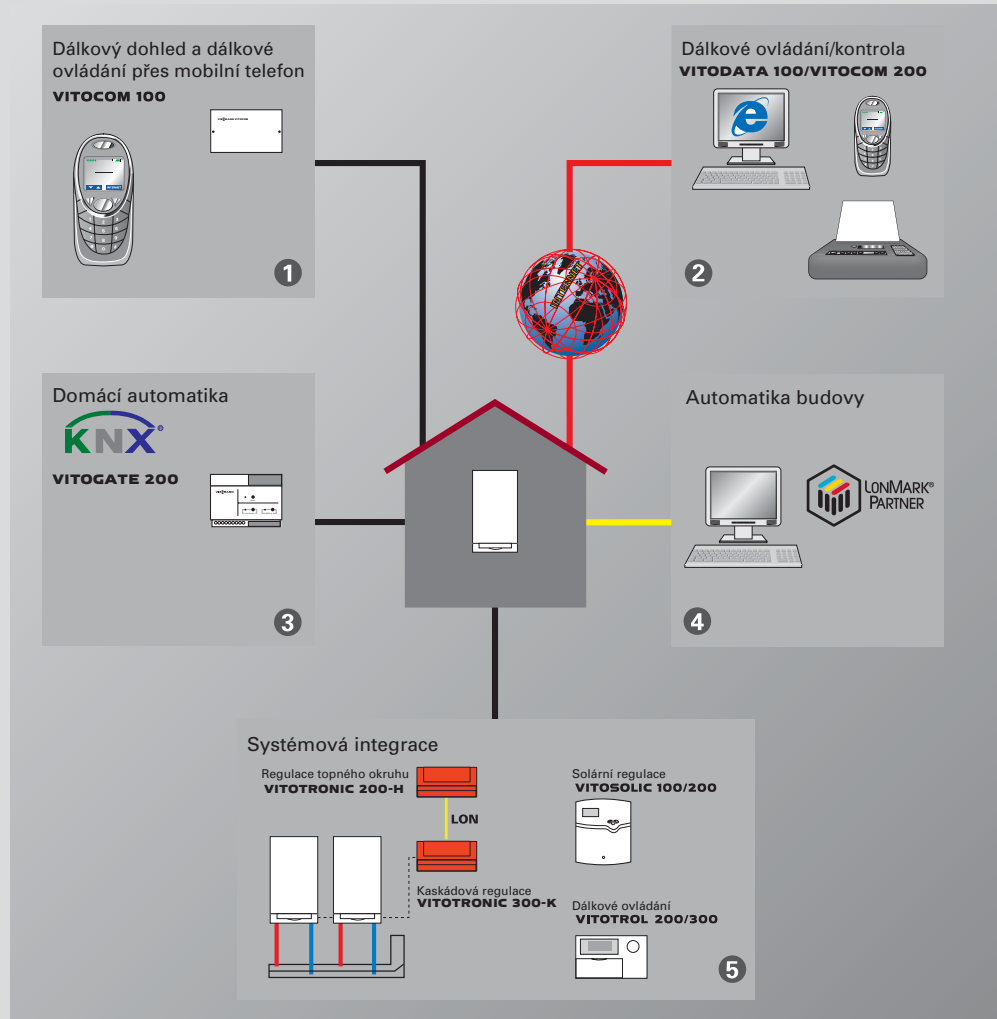 Dálkový dohled a dálkové
ovládání přes mobilní telefon
VITOCOM 100
1
Dálkové ovládání/kontrola
VITODATA 100/VITOCOM 200
2
INTERNET
Domácí automatika
KNX®
VITOGATE 200
3
Automatika budovy
LONMARK®
PARTNER
4
Systémová integrace
Regulace topného okruhu
VITOTRONIC 200-H
LON
Kaskádová regulace
VITOTRONIC 300-K
Solární regulace
VITOSOLIC 100/200
Dálkové ovládání
VITOTROL 200/300
5